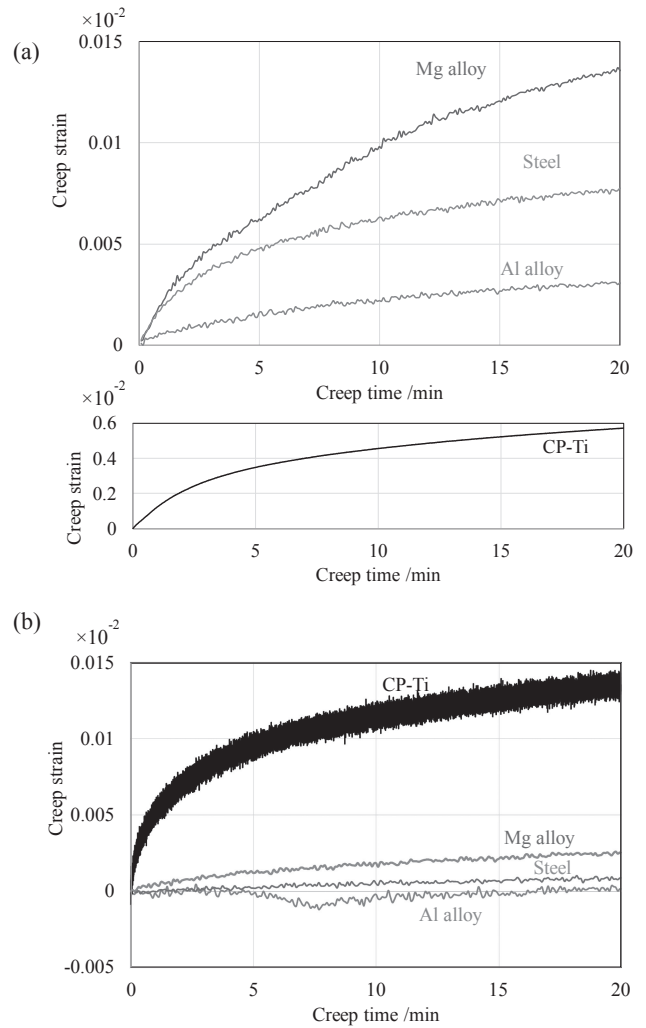 (a)
×10⁻²
0.015
Mg alloy
0.01
Creep strain
Steel
0.005
Al alloy
0
0 5 10 15 20
Creep time /min
×10⁻²
0.6
CP-Ti
0.4
Creep strain
0.2
0
0 5 10 15 20
Creep time /min
(b)
×10⁻²
0.015
CP-Ti
0.01
Creep strain
0.005
Mg alloy
Steel
0
Al alloy
-0.005
0 5 10 15 20
Creep time /min